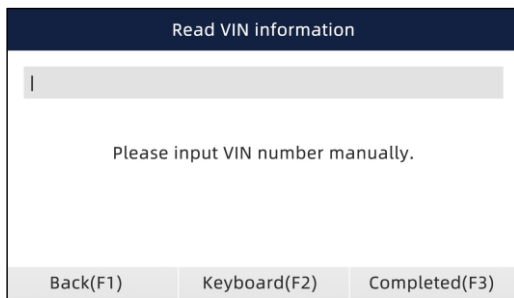 Read VIN information
Please input VIN number manually.
Back(F1) Keyboard(F2) Completed(F3)